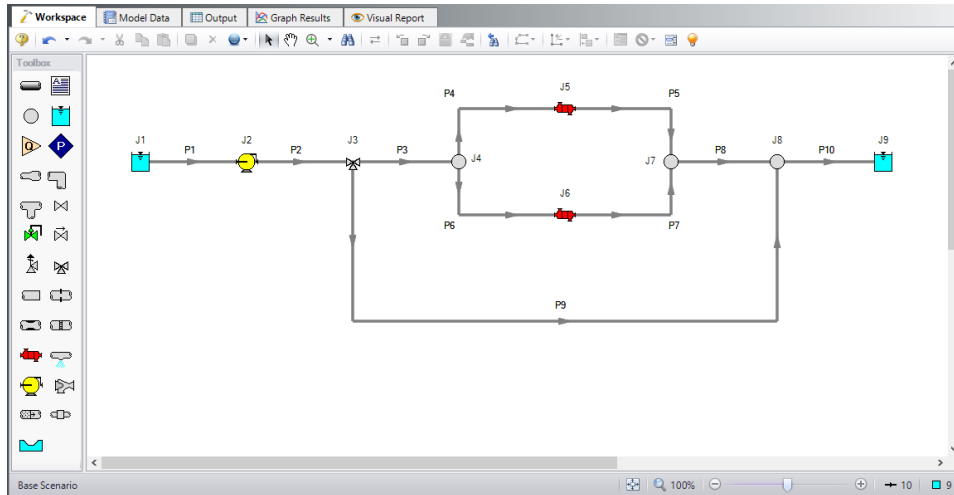 Workspace Model Data Output Graph Results Visual Report
Toolbox
A
Q P
P4 J5 P5
J1 P1 J2 P2 J3 P3 J4 J7 P8 J8 P10 J9
J6
P6 P7
P9
Base Scenario 100% 10 9